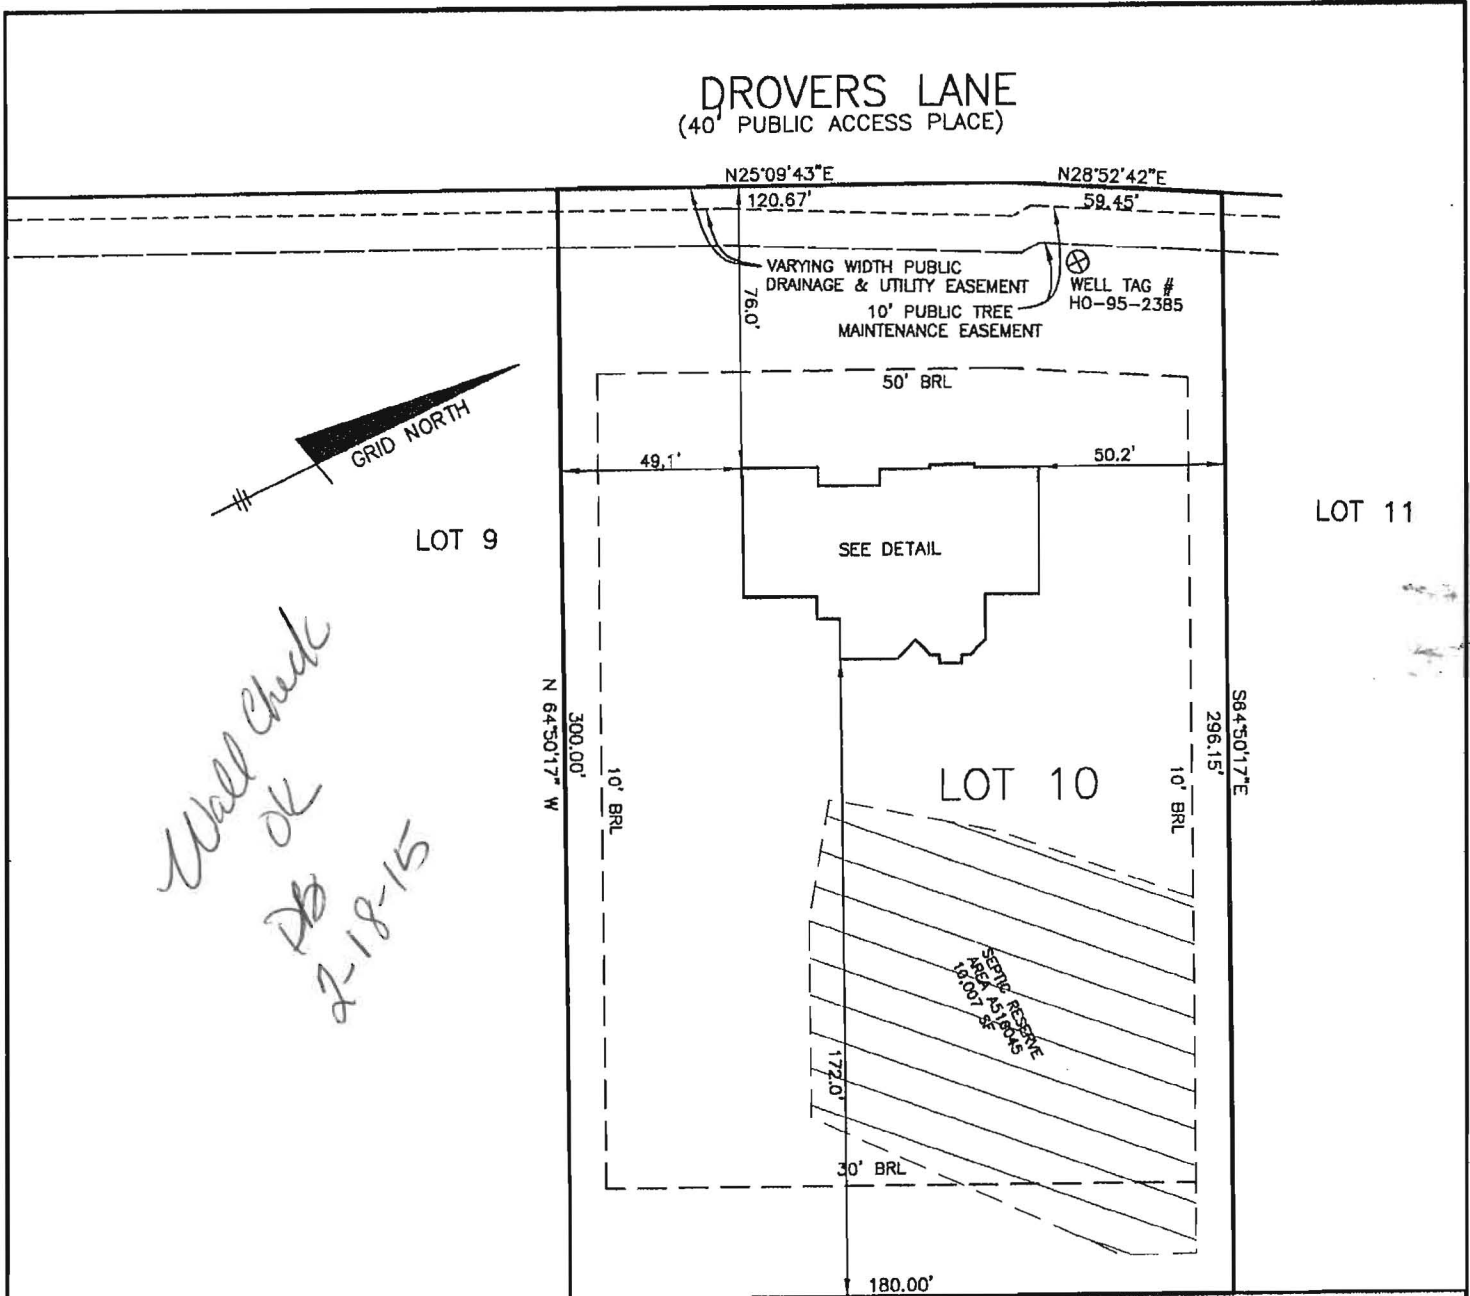 DROVERS LANE
(40' PUBLIC ACCESS PLACE)
N25°09'43"E
120.67'
N28°52'42"E
59.45'
VARYING WIDTH PUBLIC
DRAINAGE & UTILITY EASEMENT
10' PUBLIC TREE
MAINTENANCE EASEMENT
WELL TAG #
HO-95-2385
76.0'
50' BRL
GRID NORTH
49.1'
50.2'
LOT 9
SEE DETAIL
LOT 11
Wall Check
OK
DB
2-18-15
N 64°50'17" W
300.00'
10' BRL
LOT 10
10' BRL
S64°50'17"E
296.15'
SEPTIC RESERVE
AREA A516045
10,007 SF
172.0'
30' BRL
180.00'